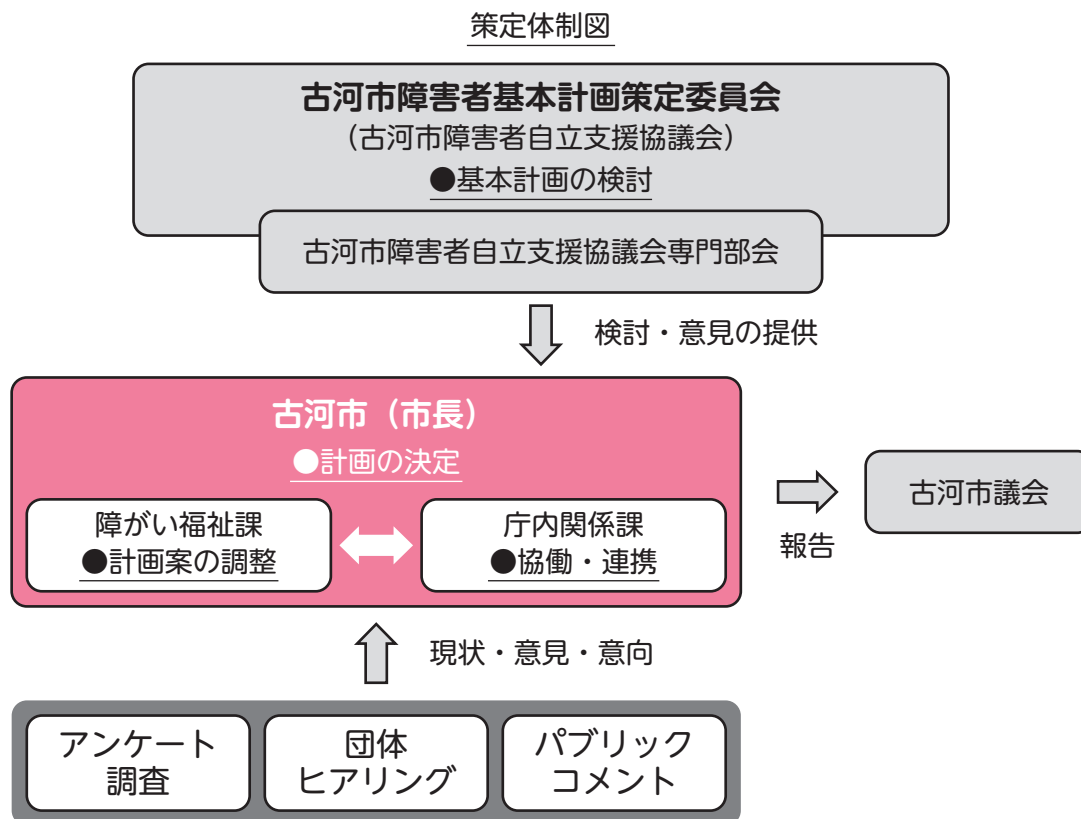 策定体制図
古河市障害者基本計画策定委員会
（古河市障害者自立支援協議会）
●基本計画の検討
古河市障害者自立支援協議会専門部会
検討・意見の提供
古河市（市長）
●計画の決定
障がい福祉課
●計画案の調整
庁内関係課
●協働・連携
報告
古河市議会
現状・意見・意向
アンケート
調査
団体
ヒアリング
パブリック
コメント